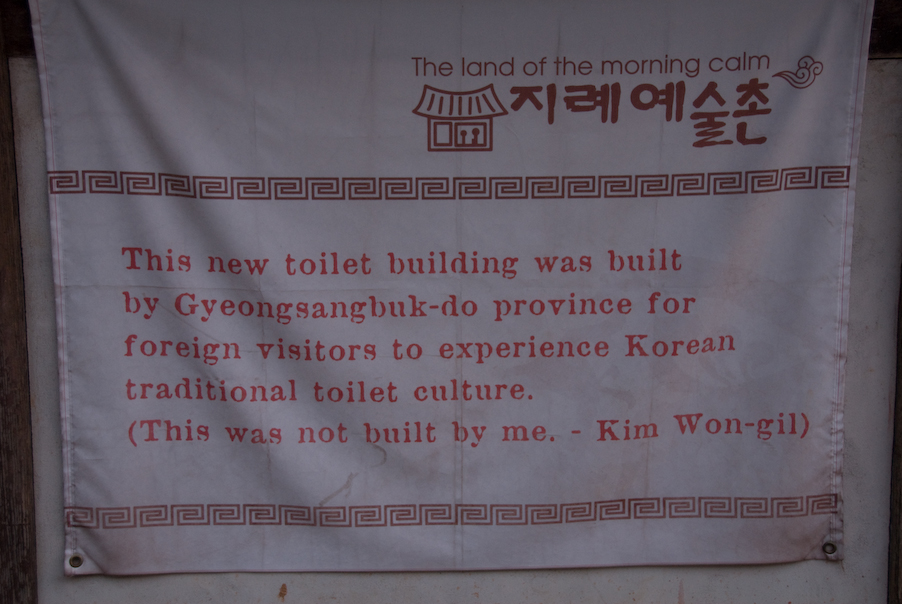 The land of the morning calm
지례 예술촌
This new toilet building was built
by Gyeongsangbuk-do province for
foreign visitors to experience Korean
traditional toilet culture.
(This was not built by me. - Kim Won-gil)